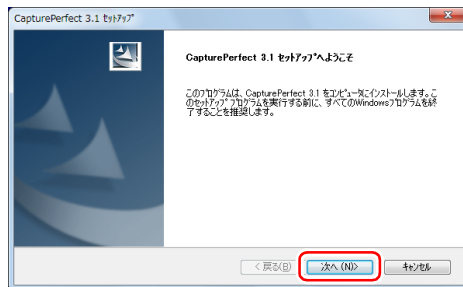 CapturePerfect 3.1 ｾｯﾄｱｯﾌﾟ
CapturePerfect 3.1 ｾｯﾄｱｯﾌﾟへようこそ
このﾌﾟﾛｸﾞﾗﾑは、CapturePerfect 3.1 をｺﾝﾋﾟｭｰﾀにｲﾝｽﾄｰﾙします。こ
のｾｯﾄｱｯﾌﾟ ﾌﾟﾛｸﾞﾗﾑを実行する前に、すべてのWindowsﾌﾟﾛｸﾞﾗﾑを終
了することを推奨します。
< 戻る(B)
次へ (N)>
ｷｬﾝｾﾙ